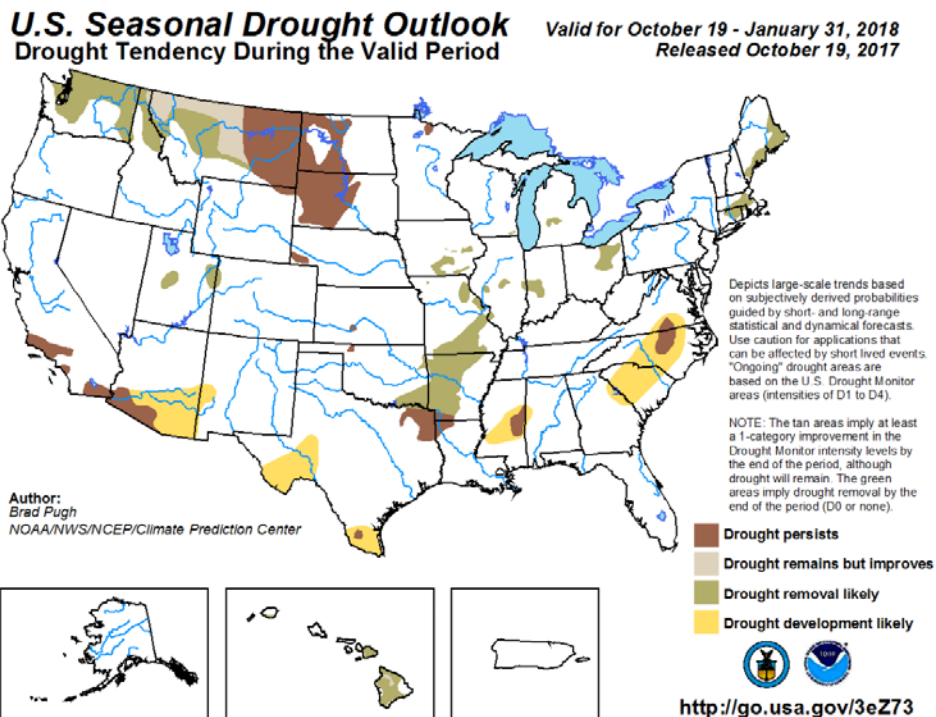 U.S. Seasonal Drought Outlook
Drought Tendency During the Valid Period
Valid for October 19 - January 31, 2018
Released October 19, 2017
Depicts large-scale trends based
on subjectively derived probabilities
guided by short- and long-range
statistical and dynamical forecasts.
Use caution for applications that
can be affected by short lived events.
"Ongoing" drought areas are
based on the U.S. Drought Monitor
areas (intensities of D1 to D4).
NOTE: The tan areas imply at least
a 1-category improvement in the
Drought Monitor intensity levels by
the end of the period, although
drought will remain. The green
areas imply drought removal by the
end of the period (D0 or none).
Author:
Brad Pugh
NOAA/NWS/NCEP/Climate Prediction Center
Drought persists
Drought remains but improves
Drought removal likely
Drought development likely
http://go.usa.gov/3eZ73